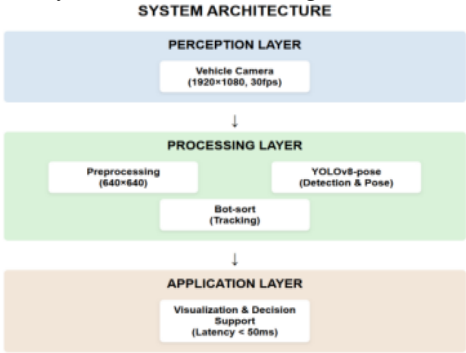 SYSTEM ARCHITECTURE
PERCEPTION LAYER
Vehicle Camera
(1920×1080, 30fps)
↓
PROCESSING LAYER
Preprocessing
(640×640)
YOLOv8-pose
(Detection & Pose)
Bot-sort
(Tracking)
↓
APPLICATION LAYER
Visualization & Decision
Support
(Latency < 50ms)